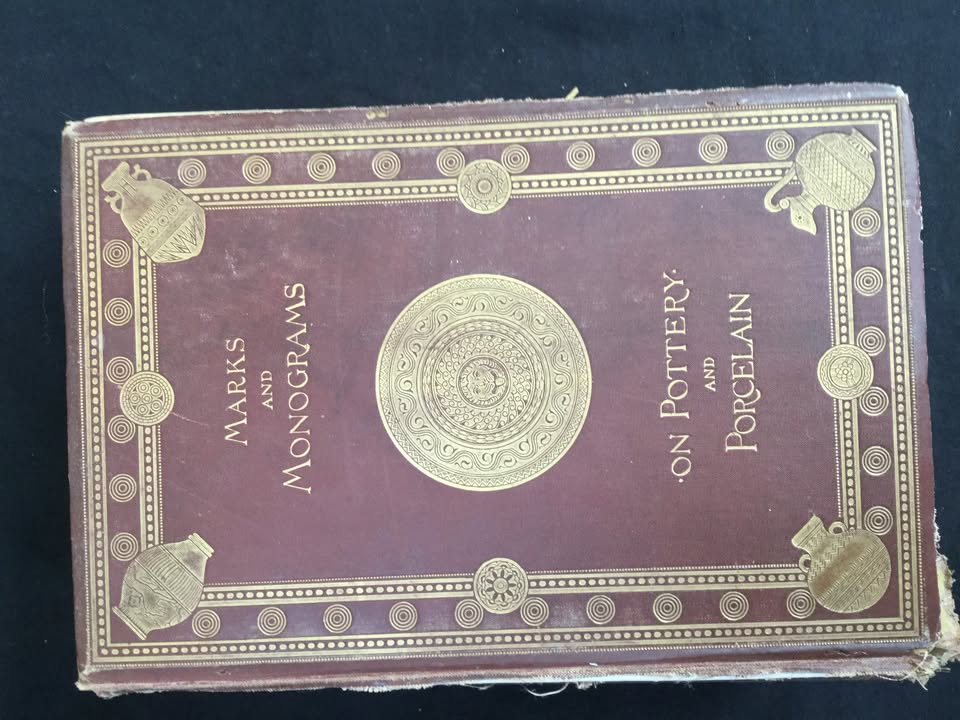 MARKS
AND
MONOGRAMS
·ON POTTERY·
AND
PORCELAIN